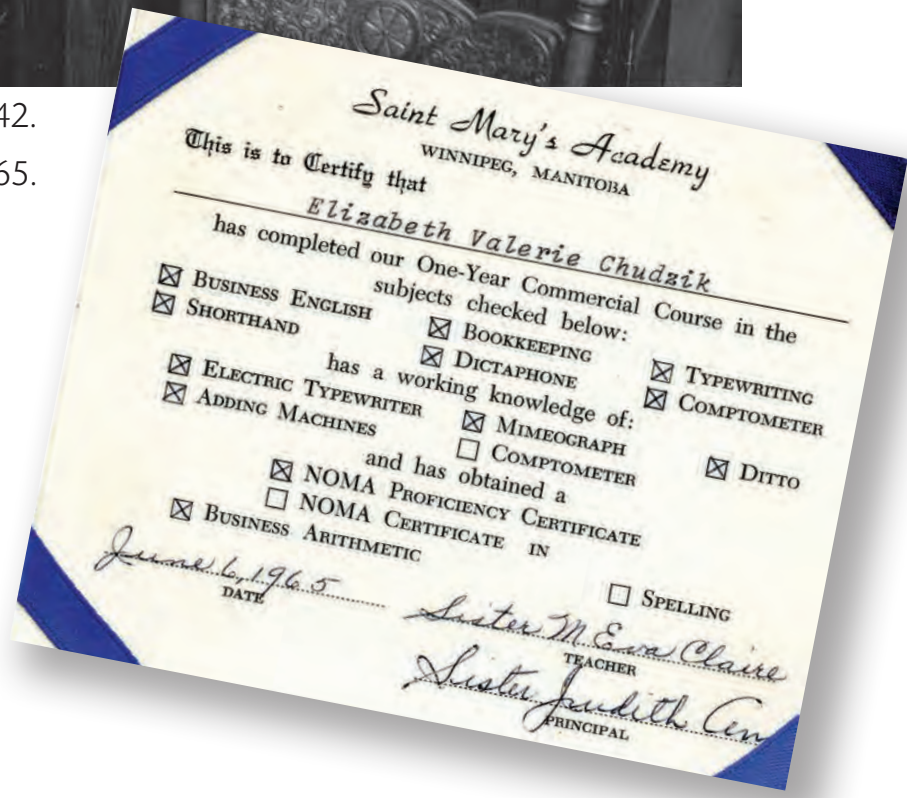 42.
65.
Saint Mary's Academy
WINNIPEG, MANITOBA
This is to Certify that
Elizabeth Valerie Chudzik
has completed our One-Year Commercial Course in the
subjects checked below:
☒ BUSINESS ENGLISH ☒ BOOKKEEPING ☒ TYPEWRITING
☒ SHORTHAND ☒ DICTAPHONE ☒ COMPTOMETER
has a working knowledge of:
☒ ELECTRIC TYPEWRITER ☒ MIMEOGRAPH ☒ DITTO
☒ ADDING MACHINES ☐ COMPTOMETER
and has obtained a
☒ NOMA PROFICIENCY CERTIFICATE
☐ NOMA CERTIFICATE IN
☒ BUSINESS ARITHMETIC ☐ SPELLING
June 6, 1965
DATE
Sister M. Eva Claire
TEACHER
Sister Judith
PRINCIPAL